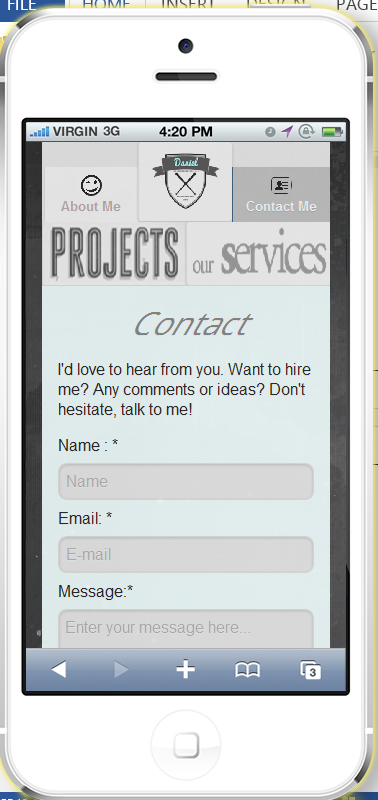 FILE HOME INSERT DESIGN PAGE
VIRGIN 3G 4:20 PM
Daniel
About Me
Contact Me
PROJECTS
our services
Contact
I'd love to hear from you. Want to hire
me? Any comments or ideas? Don't
hesitate, talk to me!
Name : *
Name
Email: *
E-mail
Message:*
Enter your message here...
3